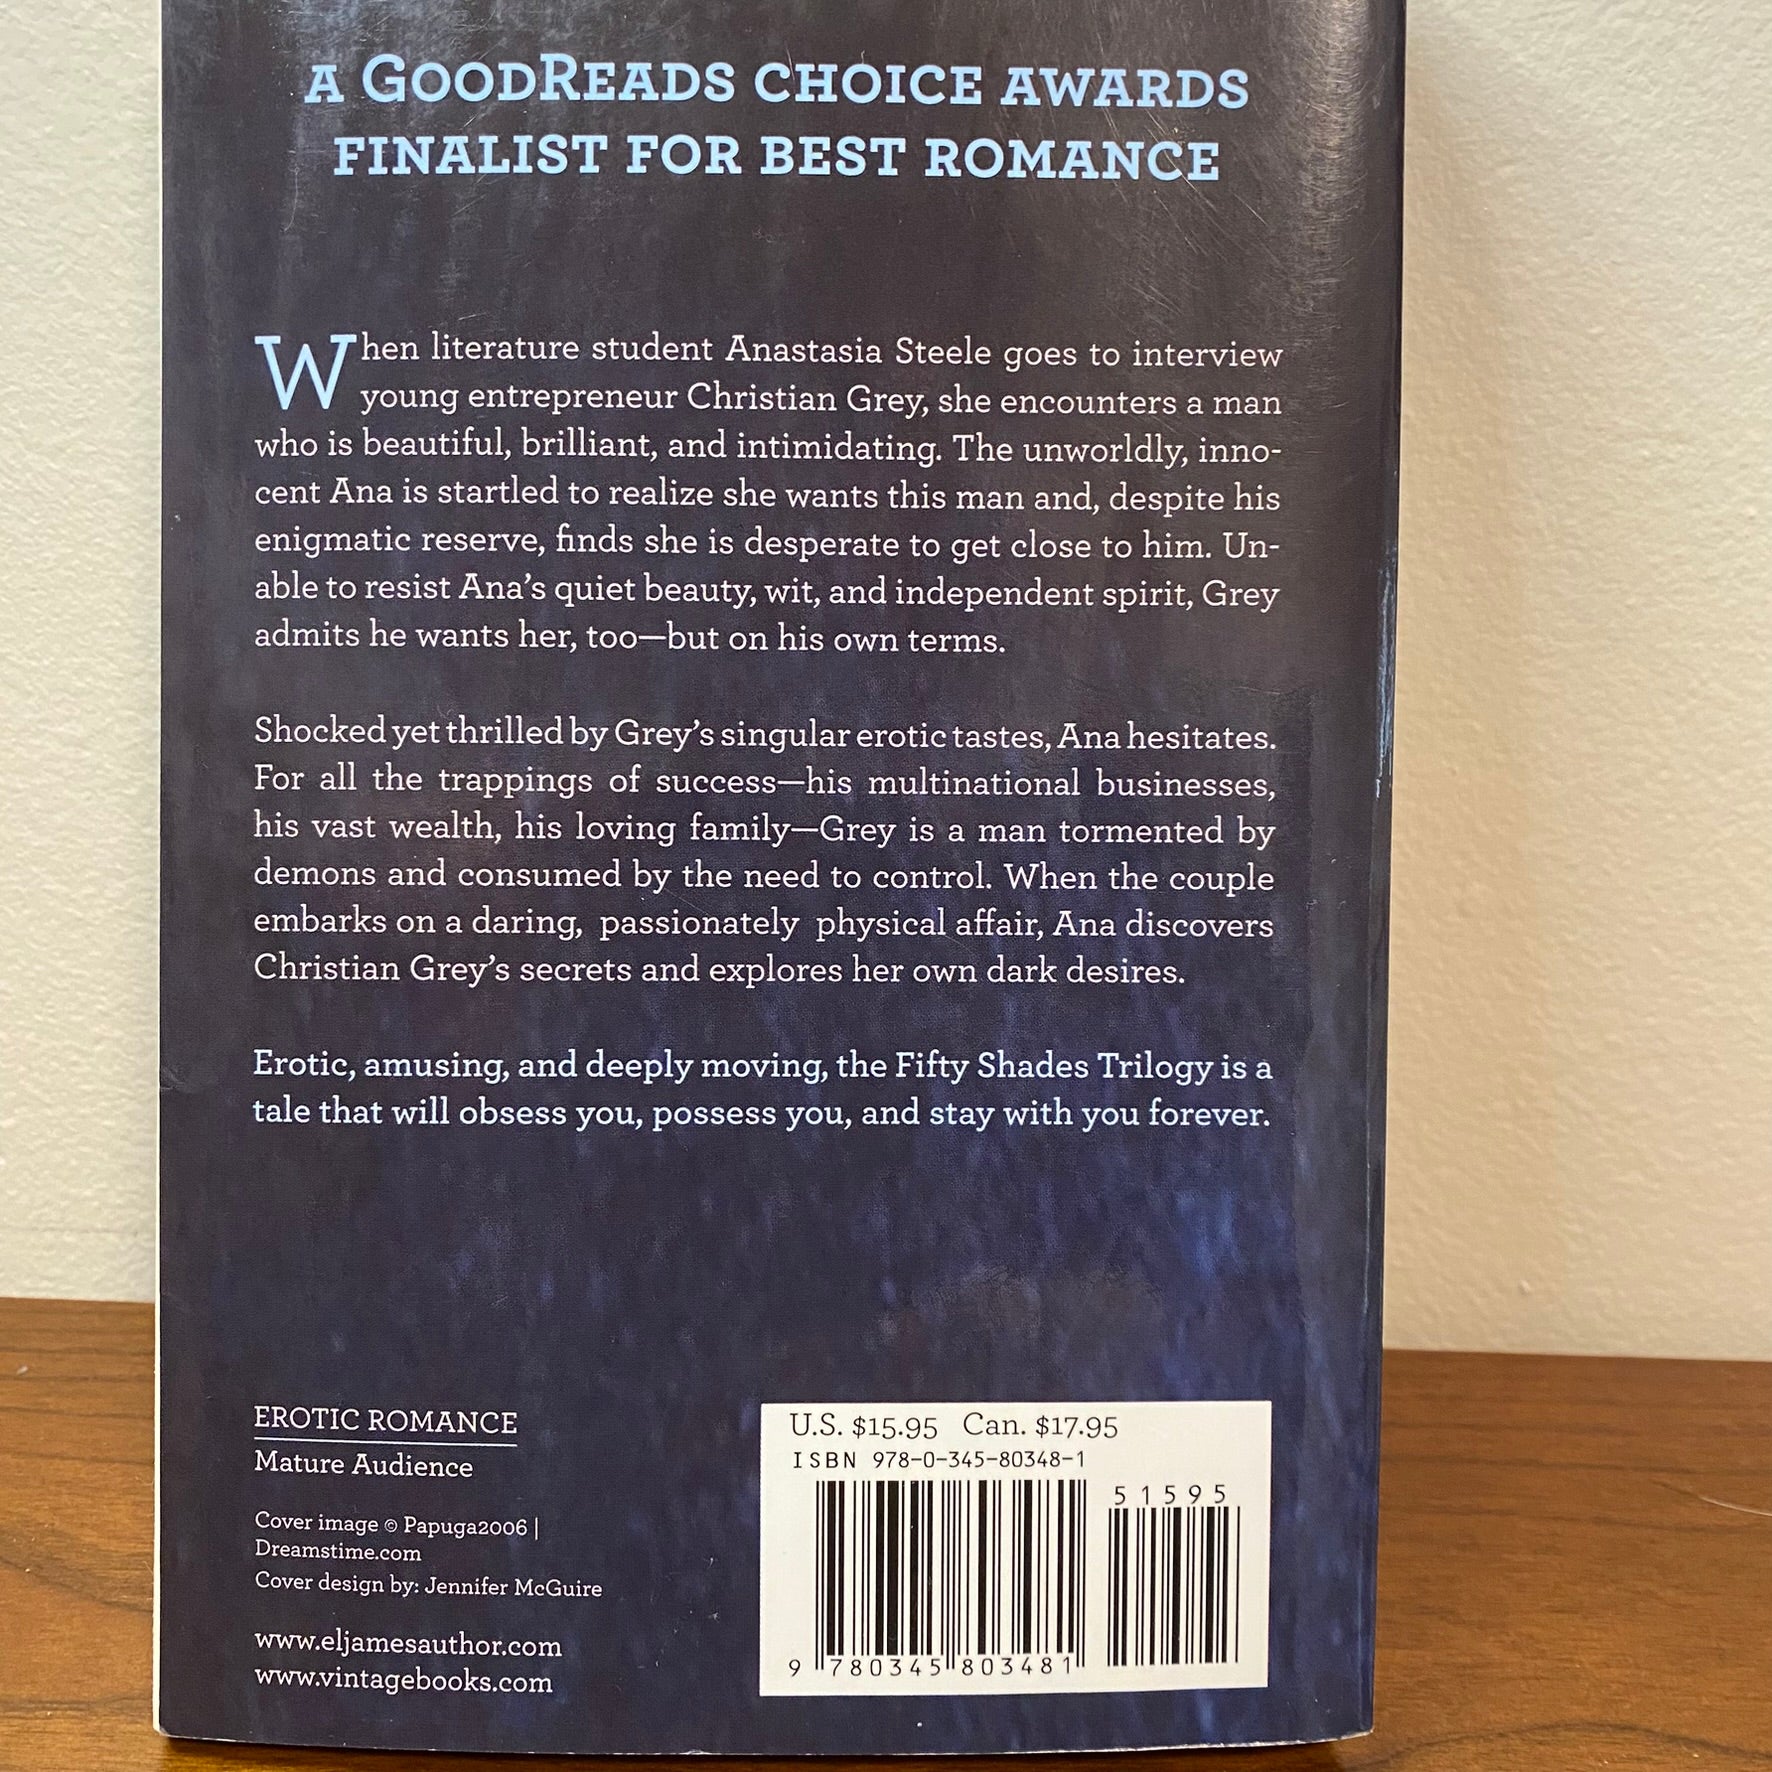 A GOODREADS CHOICE AWARDS
FINALIST FOR BEST ROMANCE
When literature student Anastasia Steele goes to interview
young entrepreneur Christian Grey, she encounters a man
who is beautiful, brilliant, and intimidating. The unworldly, inno-
cent Ana is startled to realize she wants this man and, despite his
enigmatic reserve, finds she is desperate to get close to him. Un-
able to resist Ana’s quiet beauty, wit, and independent spirit, Grey
admits he wants her, too—but on his own terms.
Shocked yet thrilled by Grey’s singular erotic tastes, Ana hesitates.
For all the trappings of success—his multinational businesses,
his vast wealth, his loving family—Grey is a man tormented by
demons and consumed by the need to control. When the couple
embarks on a daring, passionately physical affair, Ana discovers
Christian Grey’s secrets and explores her own dark desires.
Erotic, amusing, and deeply moving, the Fifty Shades Trilogy is a
tale that will obsess you, possess you, and stay with you forever.
EROTIC ROMANCE
Mature Audience
Cover image © Papuga2006 |
Dreamstime.com
Cover design by: Jennifer McGuire
www.eljamesauthor.com
www.vintagebooks.com
U.S. $15.95 Can. $17.95
ISBN 978-0-345-80348-1
51595
9 780345 803481